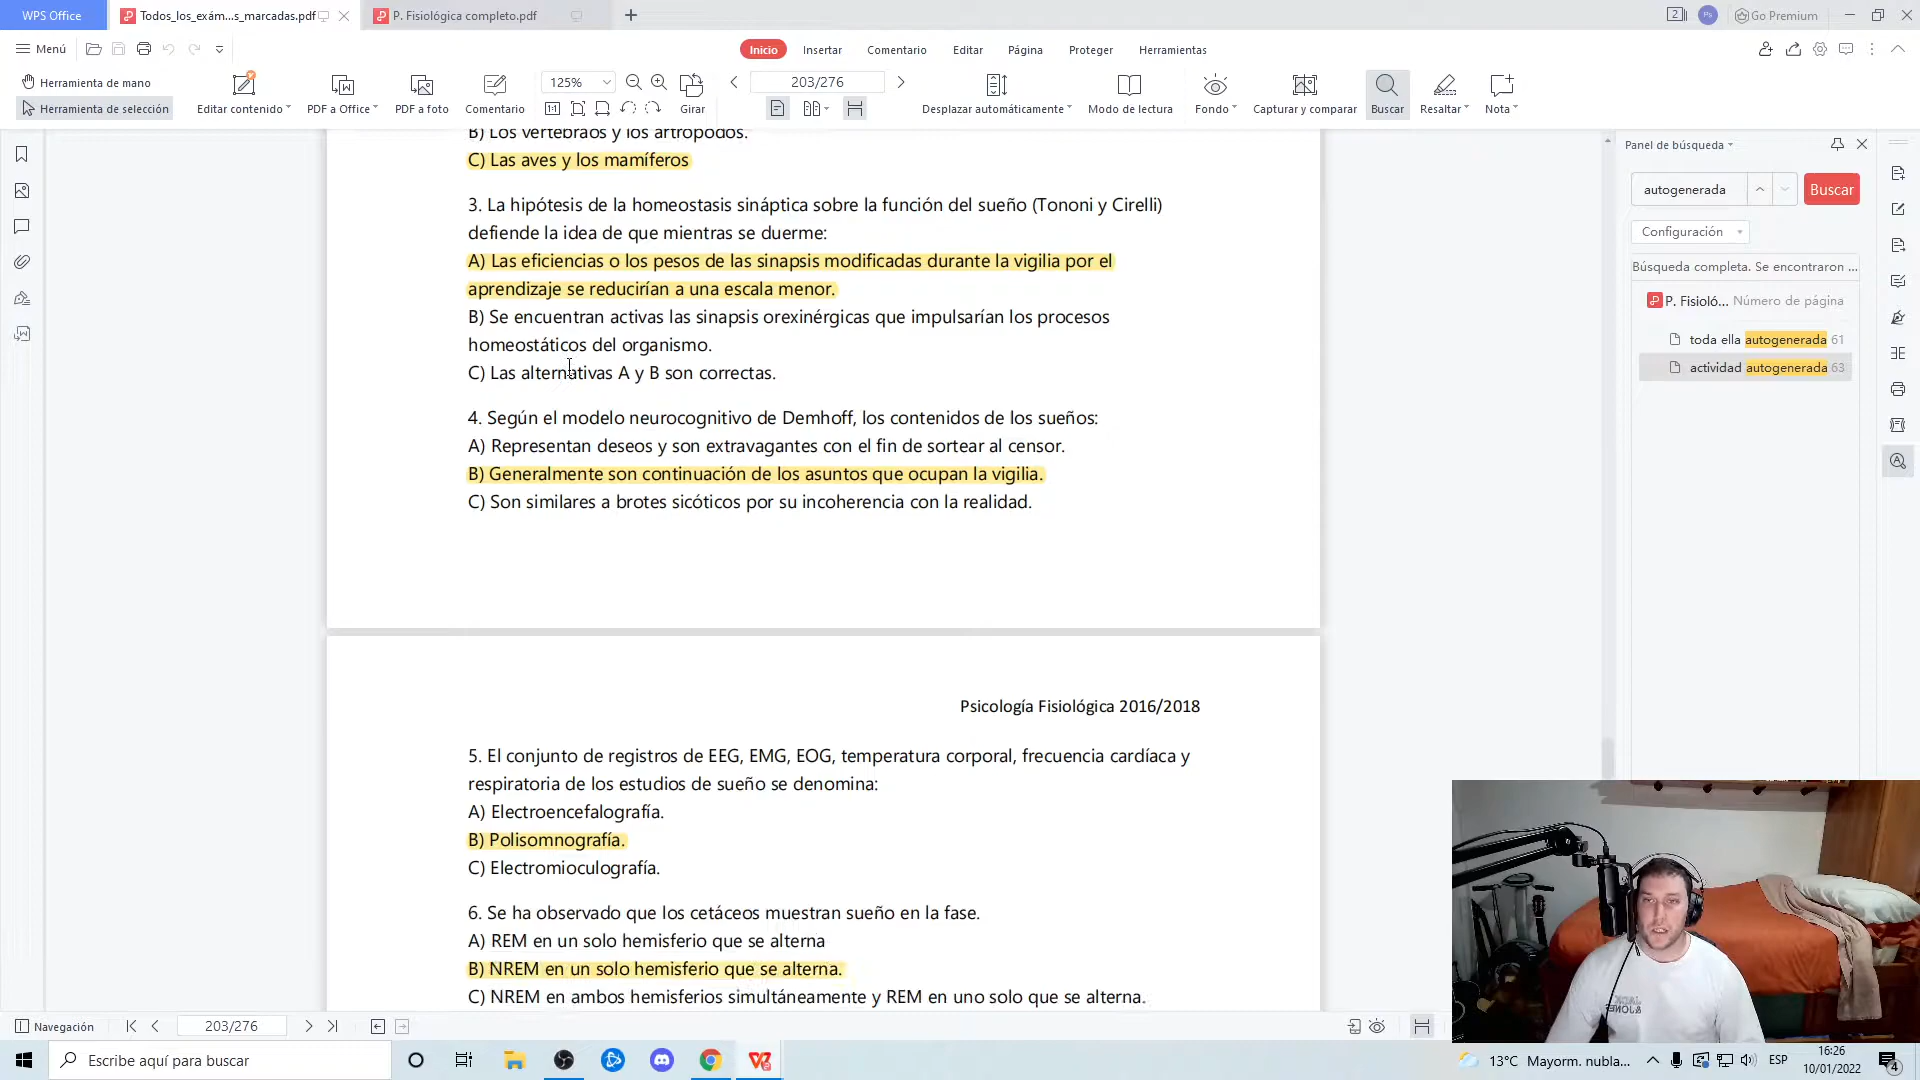 WPS Office
Todos_los_exám...s_marcadas.pdf
P. Fisiológica completo.pdf
2
Go Premium
Menú
Inicio
Insertar
Comentario
Editar
Página
Proteger
Herramientas
Herramienta de mano
Herramienta de selección
Editar contenido
PDF a Office
PDF a foto
Comentario
125%
Girar
203/276
Desplazar automáticamente
Modo de lectura
Fondo
Capturar y comparar
Buscar
Resaltar
Nota
B) Los vertebraos y los artrópodos.
C) Las aves y los mamíferos
3. La hipótesis de la homeostasis sináptica sobre la función del sueño (Tononi y Cirelli)
defiende la idea de que mientras se duerme:
A) Las eficiencias o los pesos de las sinapsis modificadas durante la vigilia por el
aprendizaje se reducirían a una escala menor.
B) Se encuentran activas las sinapsis orexinérgicas que impulsarían los procesos
homeostáticos del organismo.
C) Las alternativas A y B son correctas.
4. Según el modelo neurocognitivo de Demhoff, los contenidos de los sueños:
A) Representan deseos y son extravagantes con el fin de sortear al censor.
B) Generalmente son continuación de los asuntos que ocupan la vigilia.
C) Son similares a brotes sicóticos por su incoherencia con la realidad.
Psicología Fisiológica 2016/2018
5. El conjunto de registros de EEG, EMG, EOG, temperatura corporal, frecuencia cardíaca y
respiratoria de los estudios de sueño se denomina:
A) Electroencefalografía.
B) Polisomnografía.
C) Electromioculografía.
6. Se ha observado que los cetáceos muestran sueño en la fase.
A) REM en un solo hemisferio que se alterna
B) NREM en un solo hemisferio que se alterna.
C) NREM en ambos hemisferios simultáneamente y REM en uno solo que se alterna.
Panel de búsqueda
autogenerada
Buscar
Configuración
Búsqueda completa. Se encontraron ...
P. Fisioló... Número de página
toda ella autogenerada 61
actividad autogenerada 63
Navegación
203/276
Escribe aquí para buscar
13°C Mayorm. nubla...
ESP
16:26
10/01/2022
4